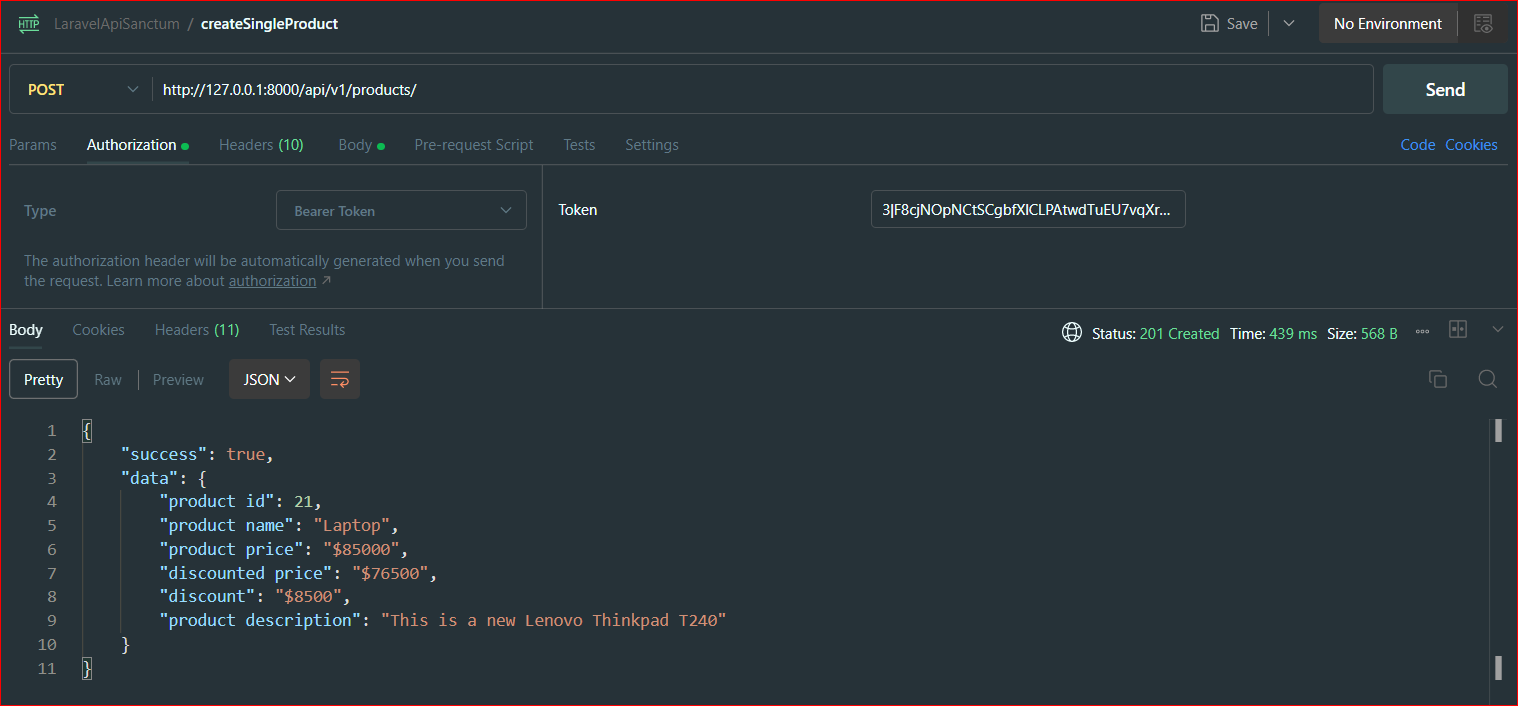 HTTP LaravelApiSanctum / createSingleProduct Save No Environment
POST http://127.0.0.1:8000/api/v1/products/ Send
Params Authorization Headers (10) Body Pre-request Script Tests Settings Code Cookies
Type Bearer Token Token 3|F8cjNOpNCtSCgbfXICLPAtwdTuEU7vqXr...
The authorization header will be automatically generated when you send
the request. Learn more about authorization ↗
Body Cookies Headers (11) Test Results Status: 201 Created Time: 439 ms Size: 568 B
Pretty Raw Preview JSON
1 {
2 "success": true,
3 "data": {
4 "product id": 21,
5 "product name": "Laptop",
6 "product price": "$85000",
7 "discounted price": "$76500",
8 "discount": "$8500",
9 "product description": "This is a new Lenovo Thinkpad T240"
10 }
11 }